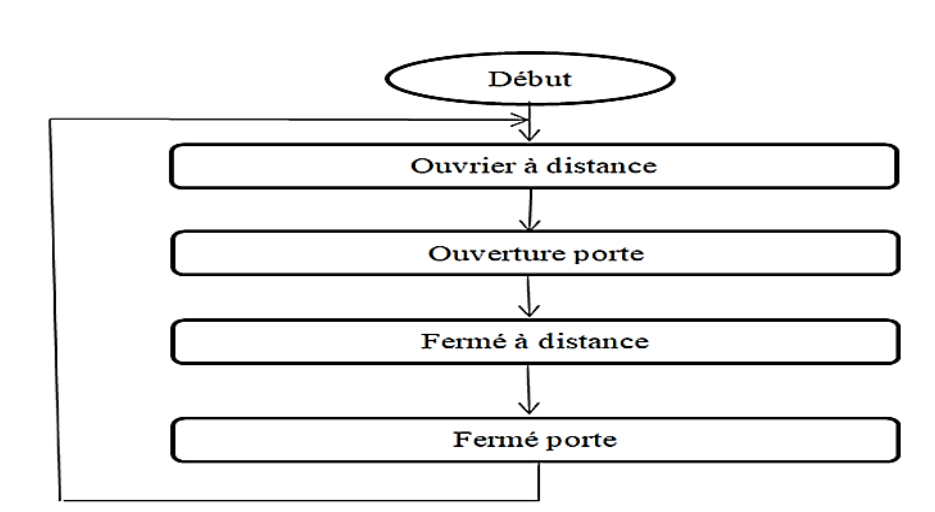 Début
Ouvrier à distance
Ouverture porte
Fermé à distance
Fermé porte